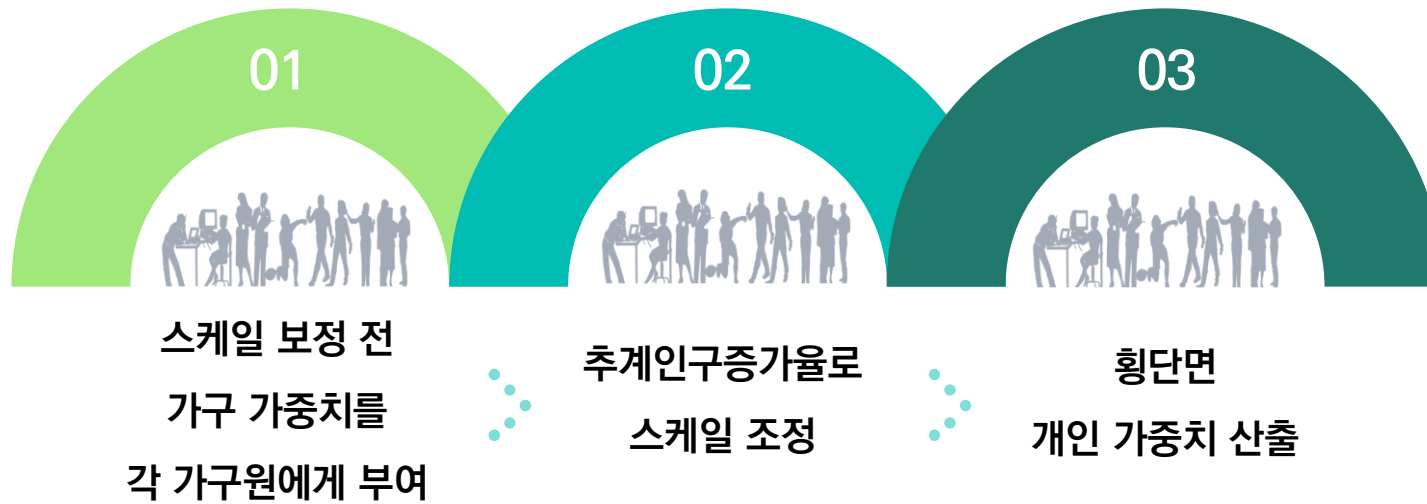 01
스케일 보정 전
가구 가중치를
각 가구원에게 부여
02
추계인구증가율로
스케일 조정
03
횡단면
개인 가중치 산출